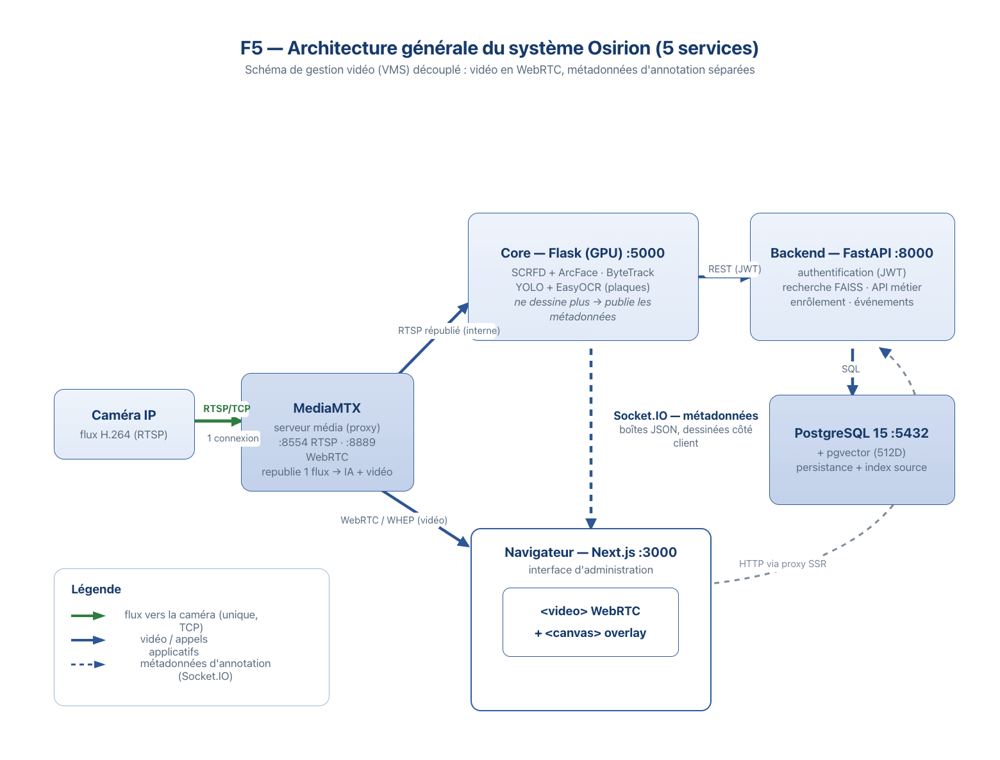 F5 — Architecture générale du système Osirion (5 services)
Schéma de gestion vidéo (VMS) découplé : vidéo en WebRTC, métadonnées d'annotation séparées
Core — Flask (GPU) :5000
SCRFD + ArcFace · ByteTrack
YOLO + EasyOCR (plaques)
ne dessine plus → publie les
métadonnées
REST (JWT)
Backend — FastAPI :8000
authentification (JWT)
recherche FAISS · API métier
enrôlement · événements
RTSP républié (interne)
SQL
Caméra IP
flux H.264 (RTSP)
RTSP/TCP
1 connexion
MediaMTX
serveur média (proxy)
:8554 RTSP · :8889
WebRTC
republie 1 flux → IA + vidéo
Socket.IO — métadonnées
boîtes JSON, dessinées côté
client
PostgreSQL 15 :5432
+ pgvector (512D)
persistance + index source
WebRTC / WHEP (vidéo)
Navigateur — Next.js :3000
interface d'administration
<video> WebRTC
+ <canvas> overlay
HTTP via proxy SSR
Légende
flux vers la caméra (unique,
TCP)
vidéo / appels
applicatifs
métadonnées d'annotation
(Socket.IO)